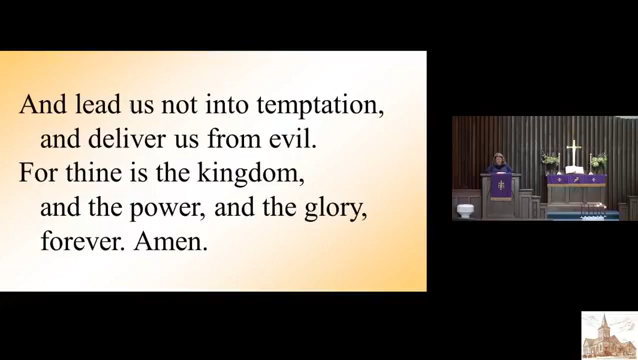 And lead us not into temptation,
and deliver us from evil.
For thine is the kingdom,
and the power, and the glory,
forever. Amen.